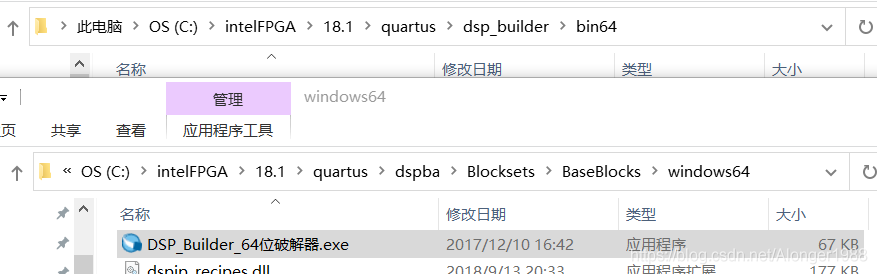 此电脑 > OS (C:) > intelFPGA > 18.1 > quartus > dsp_builder > bin64
名称 修改日期 类型 大小
管理 windows64
页 共享 查看 应用程序工具
« OS (C:) > intelFPGA > 18.1 > quartus > dspba > Blocksets > BaseBlocks > windows64
名称 修改日期 类型 大小
DSP_Builder_64位破解器.exe 2017/12/10 16:42 应用程序 67 KB
https://blog.csdn.net/Alonger1988
dspip_recipes.dll 2018/9/13 20:33 应用程序扩展 177 KB